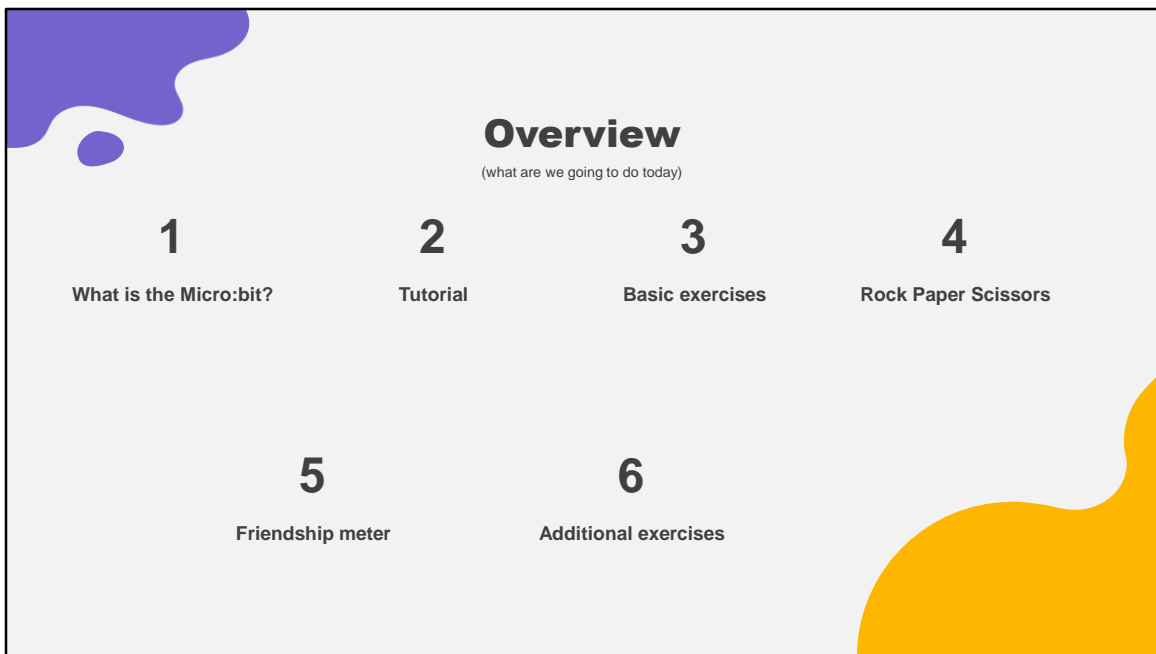 Overview
(what are we going to do today)
1
What is the Micro:bit?
2
Tutorial
3
Basic exercises
4
Rock Paper Scissors
5
Friendship meter
6
Additional exercises